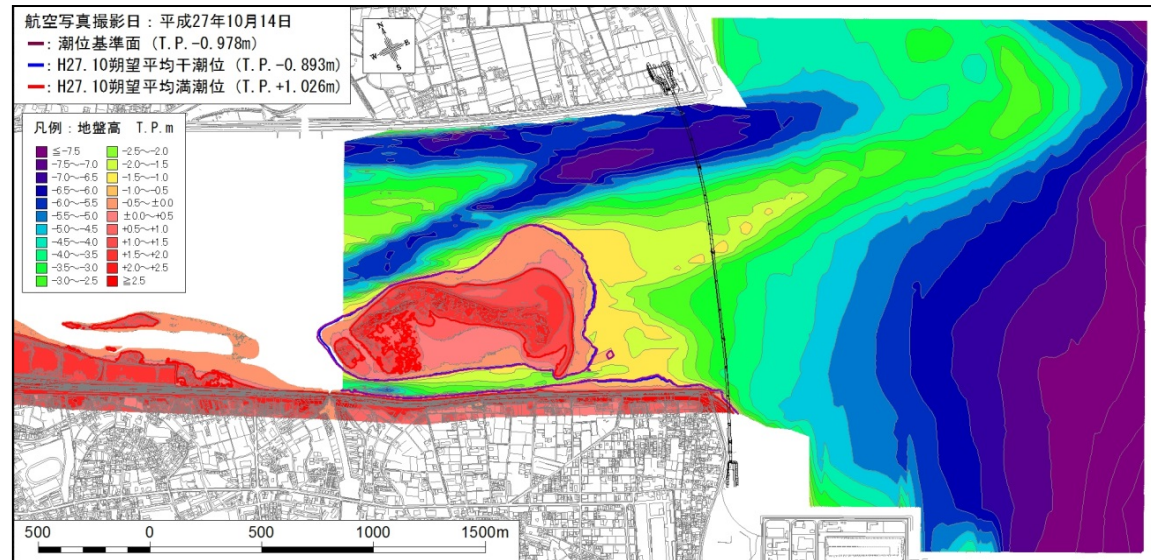 航空写真撮影日：平成27年10月14日
━：潮位基準面 (T.P.-0.978m)
━：H27.10朔望平均干潮位 (T.P.-0.893m)
━：H27.10朔望平均満潮位 (T.P.+1.026m)
N
W E
S
凡例：地盤高 T.P.m
≦-7.5 -2.5～-2.0
-7.5～-7.0 -2.0～-1.5
-7.0～-6.5 -1.5～-1.0
-6.5～-6.0 -1.0～-0.5
-6.0～-5.5 -0.5～±0.0
-5.5～-5.0 ±0.0～+0.5
-5.0～-4.5 +0.5～+1.0
-4.5～-4.0 +1.0～+1.5
-4.0～-3.5 +1.5～+2.0
-3.5～-3.0 +2.0～+2.5
-3.0～-2.5 ≧2.5
500 0 500 1000 1500m